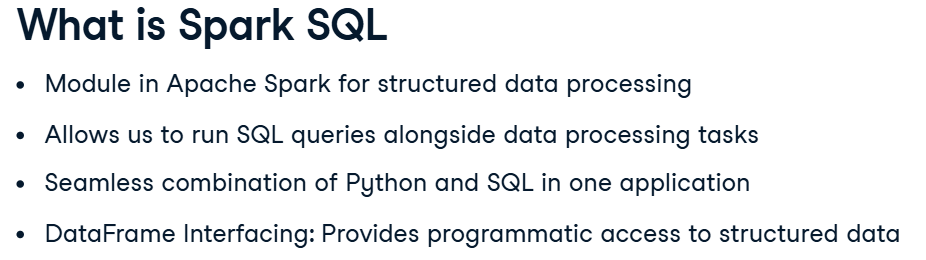 What is Spark SQL
• Module in Apache Spark for structured data processing
• Allows us to run SQL queries alongside data processing tasks
• Seamless combination of Python and SQL in one application
• DataFrame Interfacing: Provides programmatic access to structured data